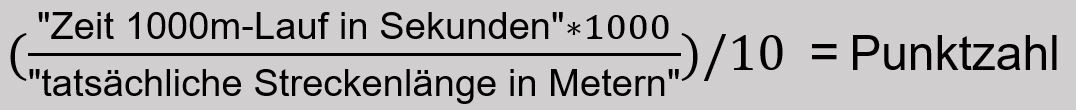 ("Zeit 1000m-Lauf in Sekunden"*1000
"tatsächliche Streckenlänge in Metern")/10 = Punktzahl